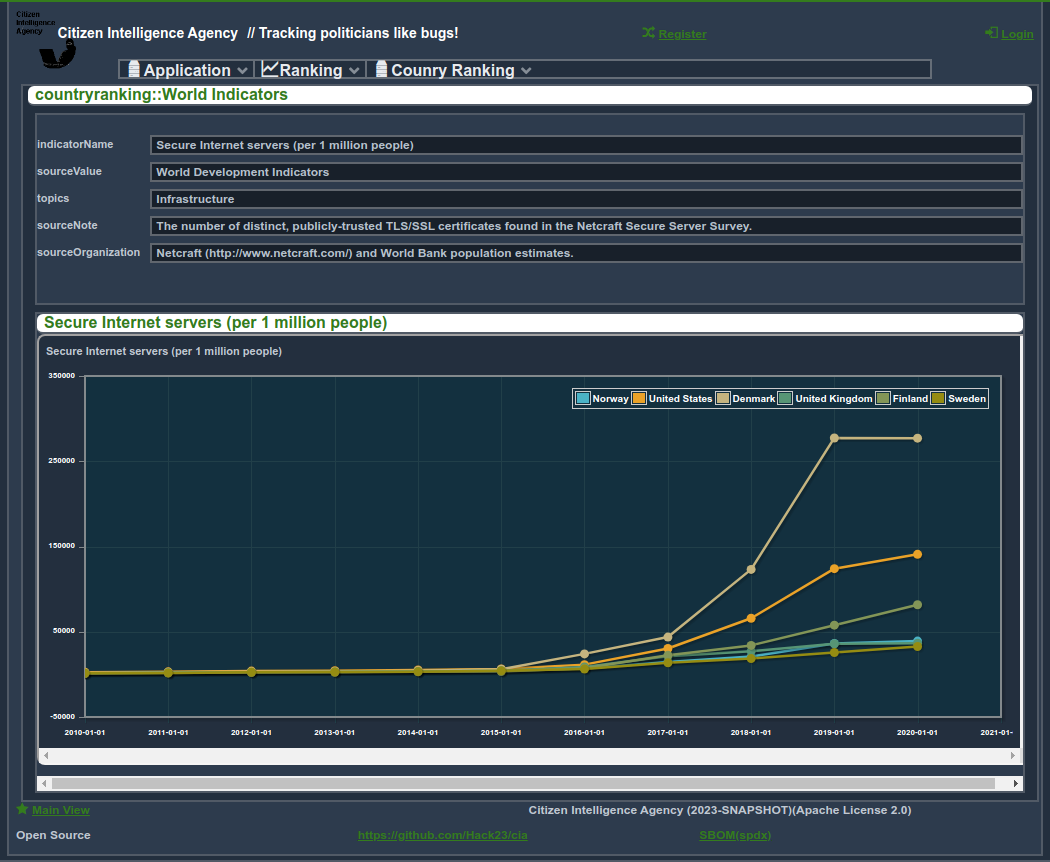 Citizen
Intelligence
Agency
Citizen Intelligence Agency // Tracking politicians like bugs!
Register
Login
Application
Ranking
Counry Ranking
countryranking::World Indicators
indicatorName
Secure Internet servers (per 1 million people)
sourceValue
World Development Indicators
topics
Infrastructure
sourceNote
The number of distinct, publicly-trusted TLS/SSL certificates found in the Netcraft Secure Server Survey.
sourceOrganization
Netcraft (http://www.netcraft.com/) and World Bank population estimates.
Secure Internet servers (per 1 million people)
Secure Internet servers (per 1 million people)
350000
Norway United States Denmark United Kingdom Finland Sweden
250000
150000
50000
-50000
2010-01-01 2011-01-01 2012-01-01 2013-01-01 2014-01-01 2015-01-01 2016-01-01 2017-01-01 2018-01-01 2019-01-01 2020-01-01 2021-01-
Main View
Citizen Intelligence Agency (2023-SNAPSHOT)(Apache License 2.0)
Open Source
https://github.com/Hack23/cia
SBOM(spdx)